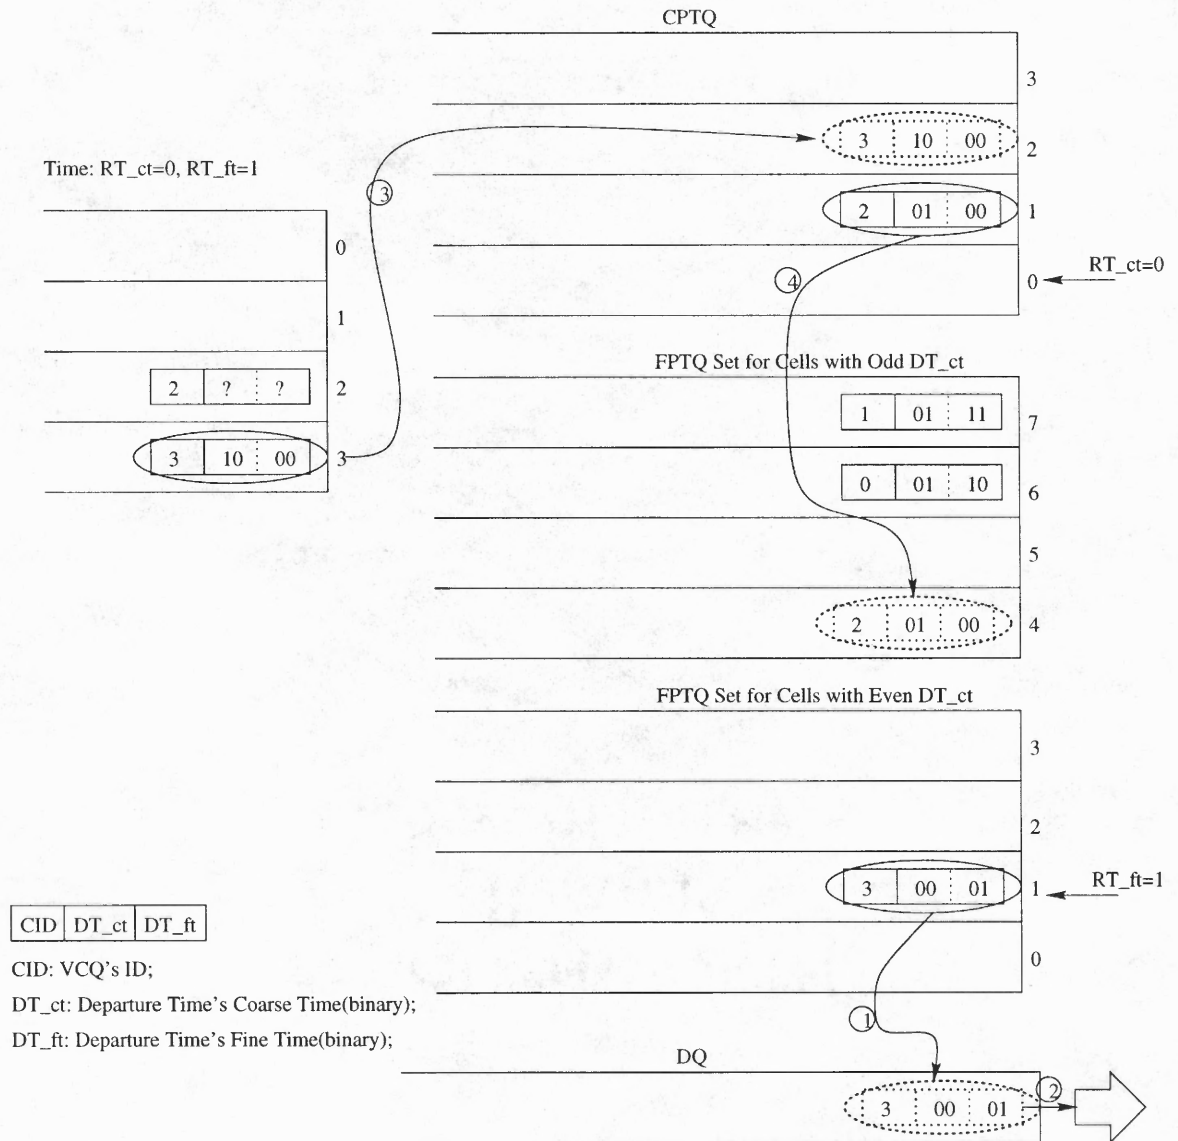 CPTQ
3
3 10 00
2
Time: RT_ct=0, RT_ft=1
3
2 01 00
1
0
4
0
RT_ct=0
1
FPTQ Set for Cells with Odd DT_ct
2 ? ?
2
1 01 11
7
3 10 00
3
0 01 10
6
5
2 01 00
4
FPTQ Set for Cells with Even DT_ct
3
2
3 00 01
1
RT_ft=1
CID DT_ct DT_ft
0
CID: VCQ's ID;
DT_ct: Departure Time's Coarse Time(binary);
1
DT_ft: Departure Time's Fine Time(binary);
DQ
2
3 00 01